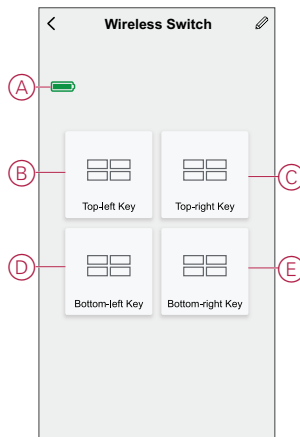 Wireless Switch
A
B
Top-left Key
Top-right Key
C
D
Bottom-left Key
Bottom-right Key
E